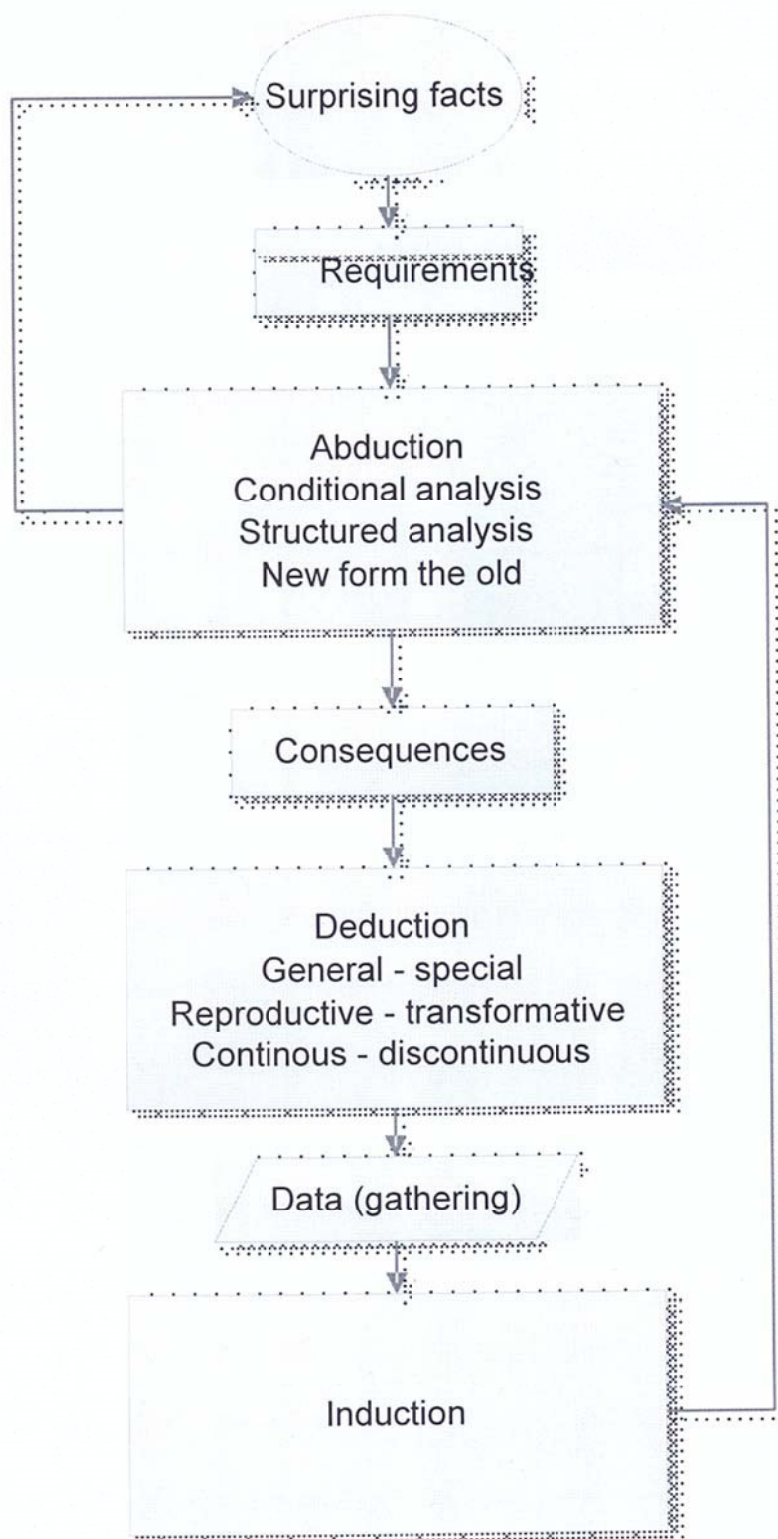 Surprising facts
Requirements
Abduction
Conditional analysis
Structured analysis
New form the old
Consequences
Deduction
General - special
Reproductive - transformative
Continous - discontinuous
Data (gathering)
Induction